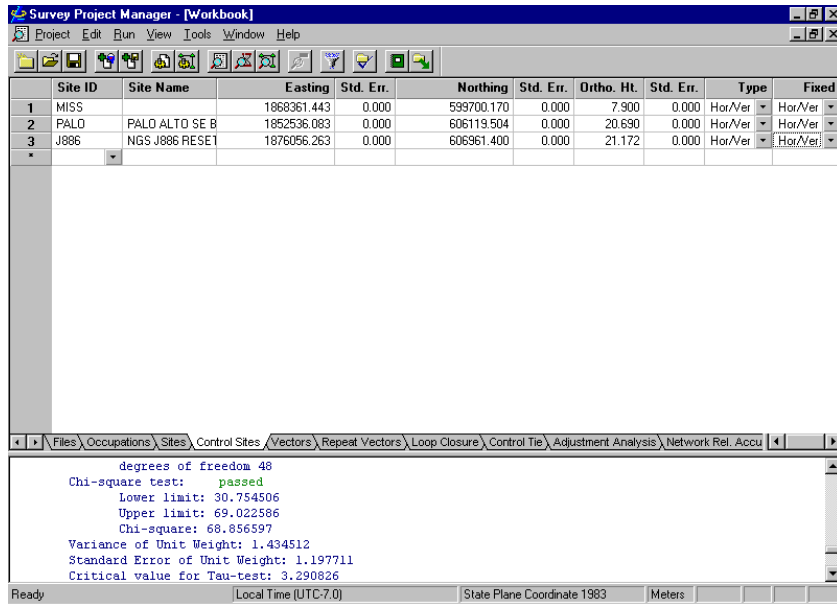 Survey Project Manager - [Workbook]
Project Edit Run View Tools Window Help
Site ID Site Name Easting Std. Err. Northing Std. Err. Ortho. Ht. Std. Err. Type Fixed
1 MISS 1868361.443 0.000 599700.170 0.000 7.900 0.000 Hor/Ver Hor/Ver
2 PALO PALO ALTO SE B 1852536.083 0.000 606119.504 0.000 20.690 0.000 Hor/Ver Hor/Ver
3 J886 NGS J886 RESET 1876056.263 0.000 606961.400 0.000 21.172 0.000 Hor/Ver Hor/Ver
*
Files Occupations Sites Control Sites Vectors Repeat Vectors Loop Closure Control Tie Adjustment Analysis Network Rel. Accu
degrees of freedom 48
Chi-square test: passed
Lower limit: 30.754506
Upper limit: 69.022586
Chi-square: 68.856597
Variance of Unit Weight: 1.434512
Standard Error of Unit Weight: 1.197711
Critical value for Tau-test: 3.290826
Ready Local Time (UTC-7.0) State Plane Coordinate 1983 Meters